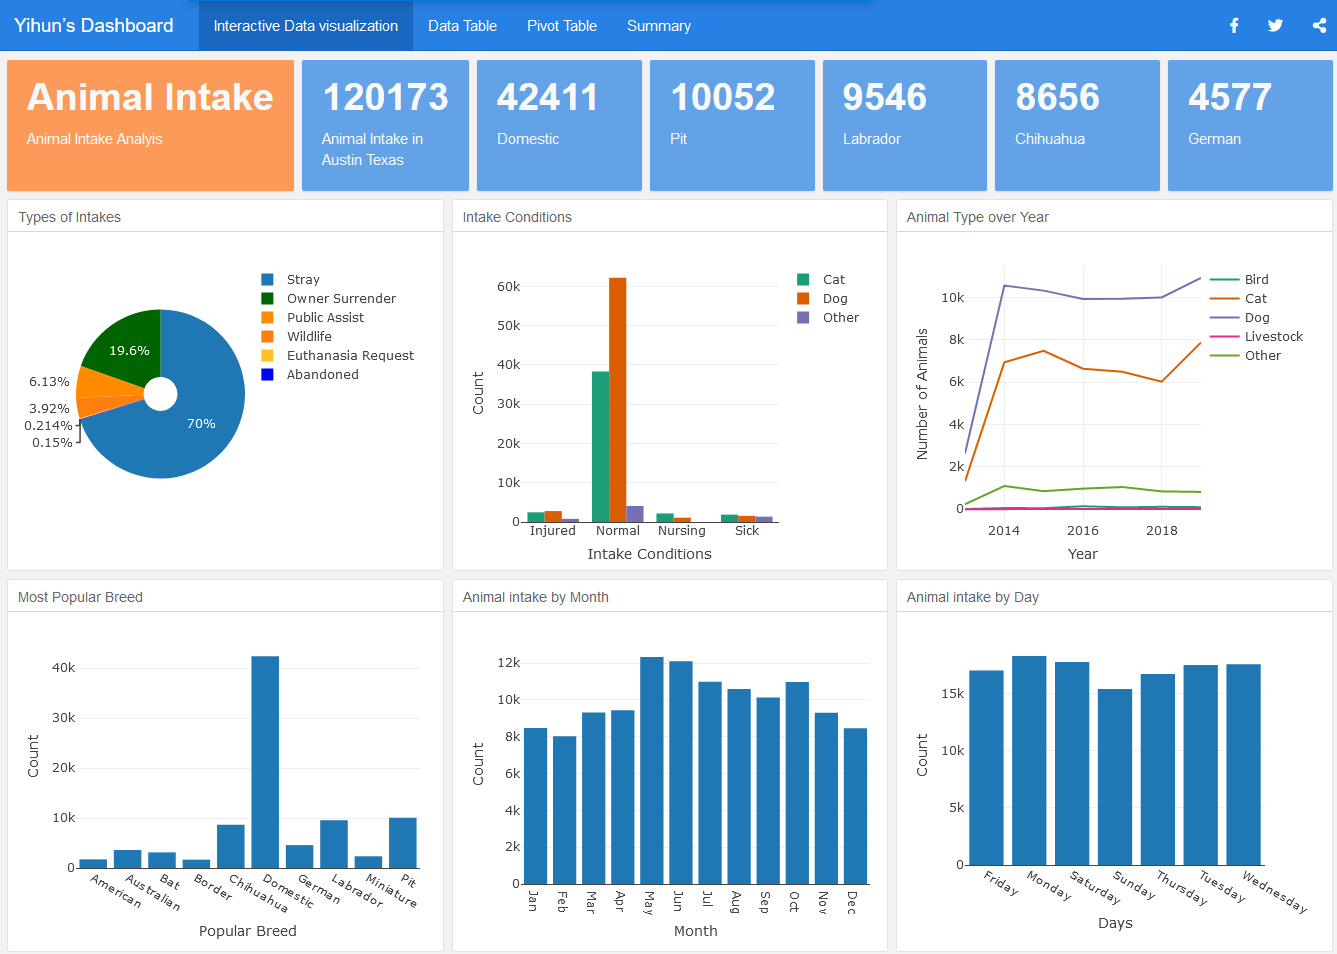 Yihun's Dashboard
Interactive Data visualization
Data Table
Pivot Table
Summary
Animal Intake
Animal Intake Analyis
120173
Animal Intake in
Austin Texas
42411
Domestic
10052
Pit
9546
Labrador
8656
Chihuahua
4577
German
Types of Intakes
Stray
Owner Surrender
Public Assist
Wildlife
Euthanasia Request
Abandoned
19.6%
6.13%
3.92%
0.214%
0.15%
70%
Intake Conditions
60k
50k
40k
30k
20k
10k
0
Count
Injured
Normal
Nursing
Sick
Intake Conditions
Cat
Dog
Other
Animal Type over Year
10k
8k
6k
4k
2k
0
Number of Animals
2014
2016
2018
Year
Bird
Cat
Dog
Livestock
Other
Most Popular Breed
40k
30k
20k
10k
0
Count
American
Australian
Bat
Border
Chihuahua
Domestic
German
Labrador
Miniature
Pit
Popular Breed
Animal intake by Month
12k
10k
8k
6k
4k
2k
0
Count
Jan
Feb
Mar
Apr
May
Jun
Jul
Aug
Sep
Oct
Nov
Dec
Month
Animal intake by Day
15k
10k
5k
0
Count
Friday
Monday
Saturday
Sunday
Thursday
Tuesday
Wednesday
Days